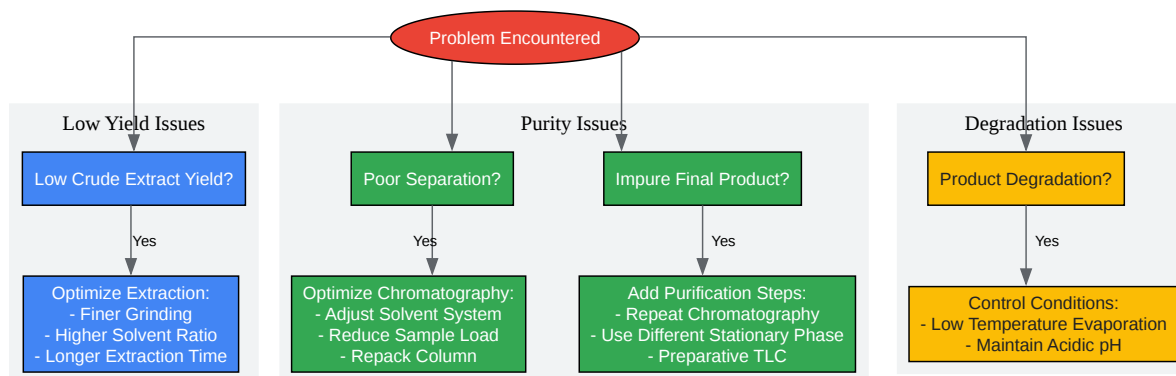 Problem Encountered
Low Yield Issues
Purity Issues
Degradation Issues
Low Crude Extract Yield?
Poor Separation?
Impure Final Product?
Product Degradation?
Yes
Yes
Yes
Yes
Optimize Extraction:
- Finer Grinding
- Higher Solvent Ratio
- Longer Extraction Time
Optimize Chromatography:
- Adjust Solvent System
- Reduce Sample Load
- Repack Column
Add Purification Steps:
- Repeat Chromatography
- Use Different Stationary Phase
- Preparative TLC
Control Conditions:
- Low Temperature Evaporation
- Maintain Acidic pH